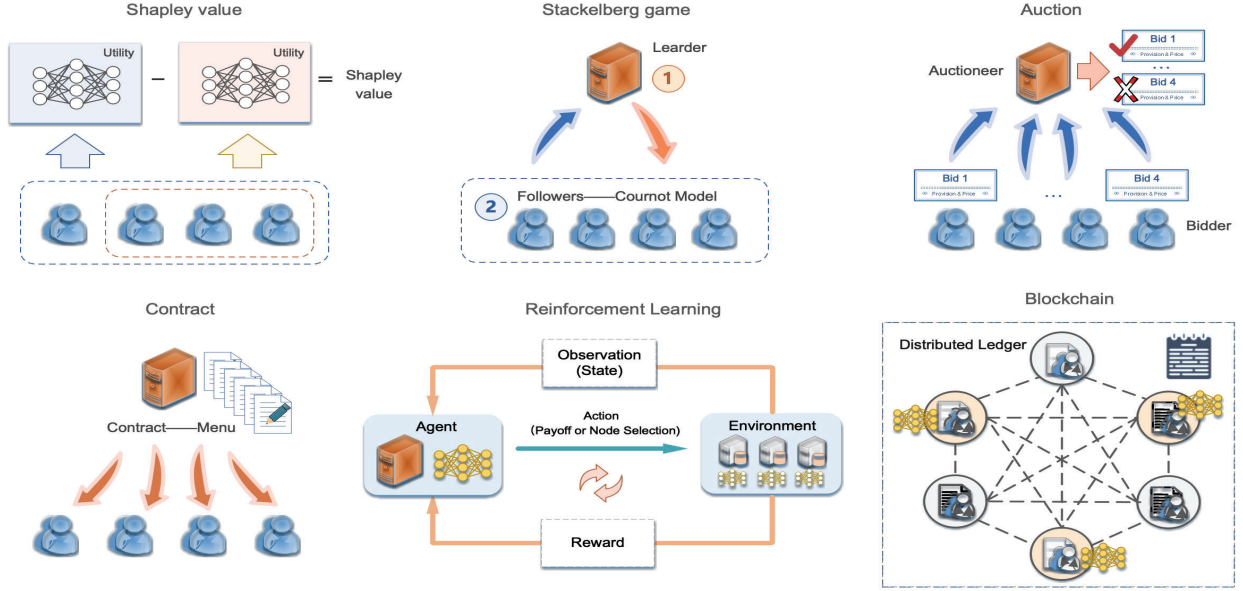 Shapley value
Utility
Utility
−
=
Shapley
value
Stackelberg game
Learder
1
2
Followers——Cournot Model
Auction
Auctioneer
Bid 1
Provision & Price
...
Bid 4
Provision & Price
Bid 1
Provision & Price
...
Bid 4
Provision & Price
Bidder
Contract
Contract——Menu
Reinforcement Learning
Observation
(State)
Agent
Action
(Payoff or Node Selection)
Environment
Reward
Blockchain
Distributed Ledger